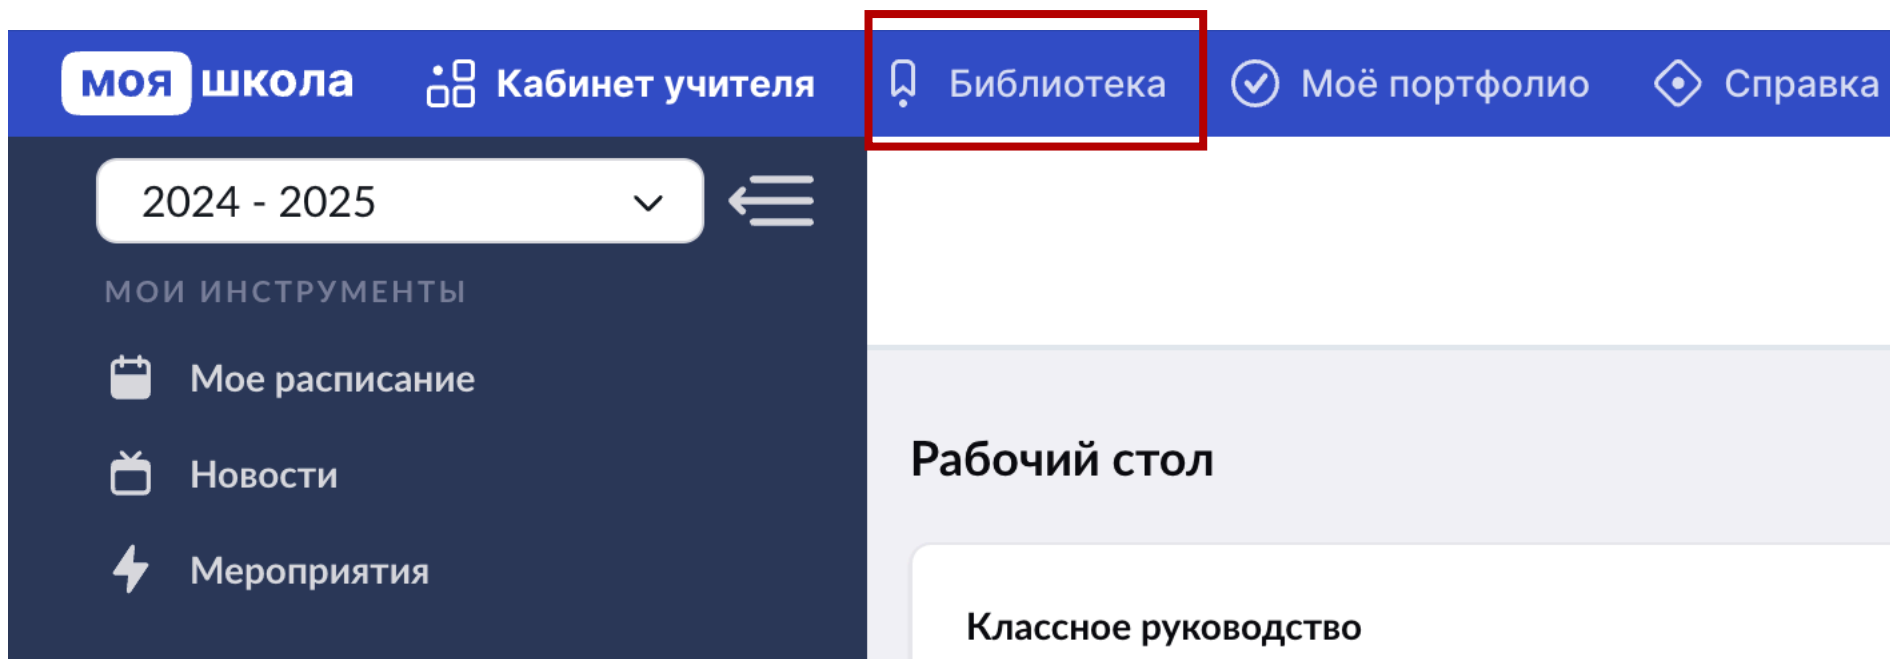 моя школа
Кабинет учителя
Библиотека
Моё портфолио
Справка
2024 - 2025
МОИ ИНСТРУМЕНТЫ
Мое расписание
Новости
Мероприятия
Рабочий стол
Классное руководство